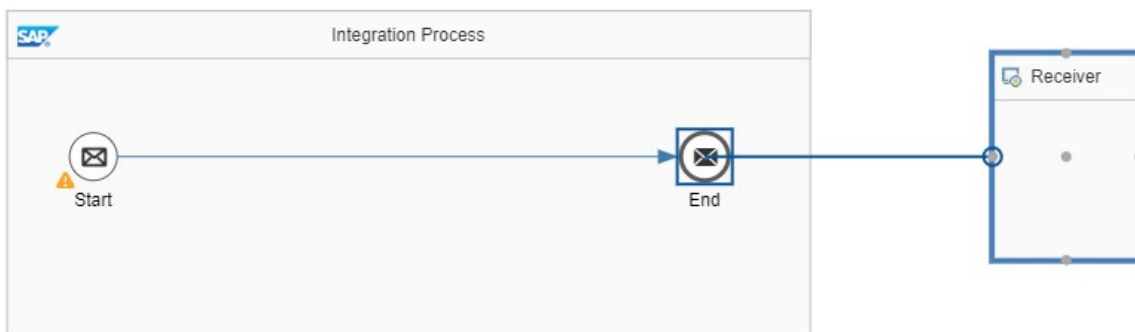 SAP
Integration Process
Receiver
Start
End